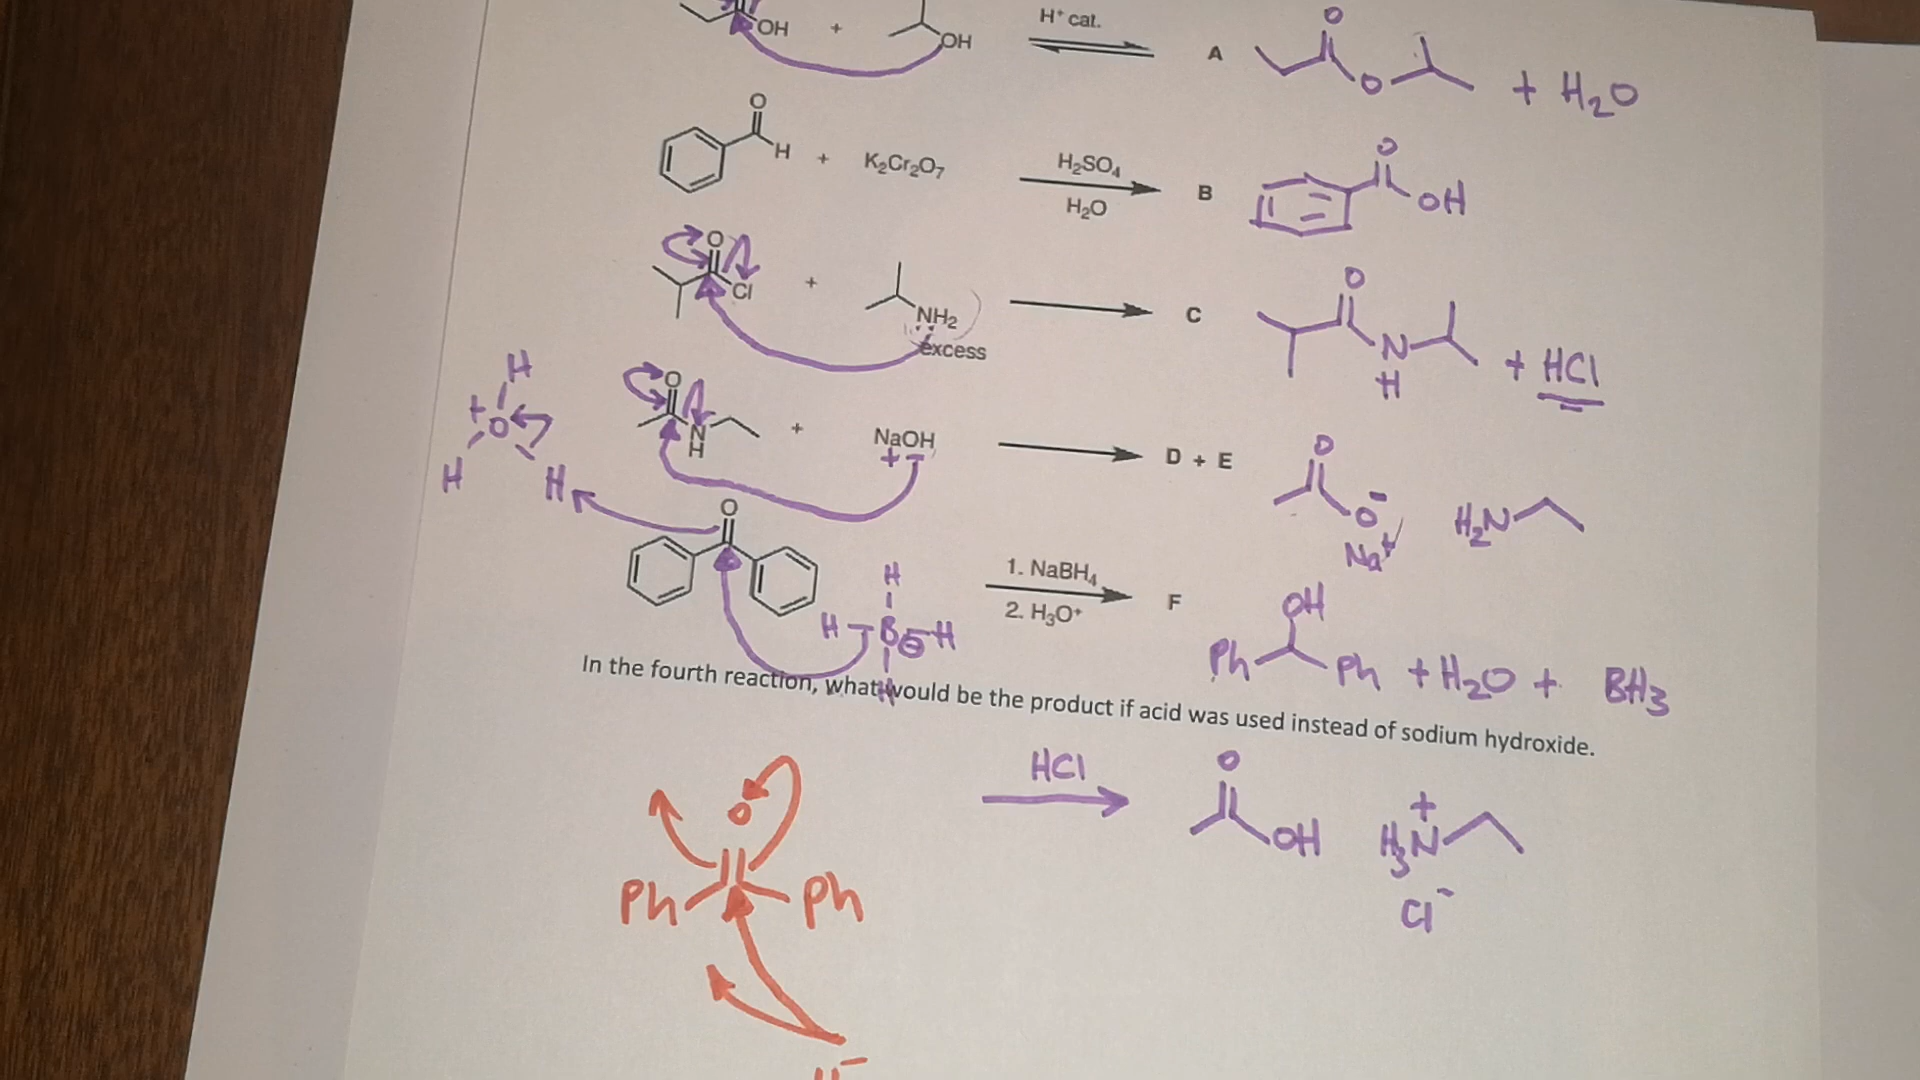 OH + OH H⁺ cat. A O O + H₂O
O H + K₂Cr₂O₇ H₂SO₄ H₂O B O OH
O Cl + NH₂ excess C O N H + HCl
H + O H H
O N H + NaOH + - D + E O O⁻ Na⁺ H₂N
O H H B ⊖ H H 1. NaBH₄ 2. H₃O⁺ F OH Ph Ph + H₂O + BH₃
In the fourth reaction, what would be the product if acid was used instead of sodium hydroxide.
O Ph Ph HCl O OH H₃N⁺ Cl⁻